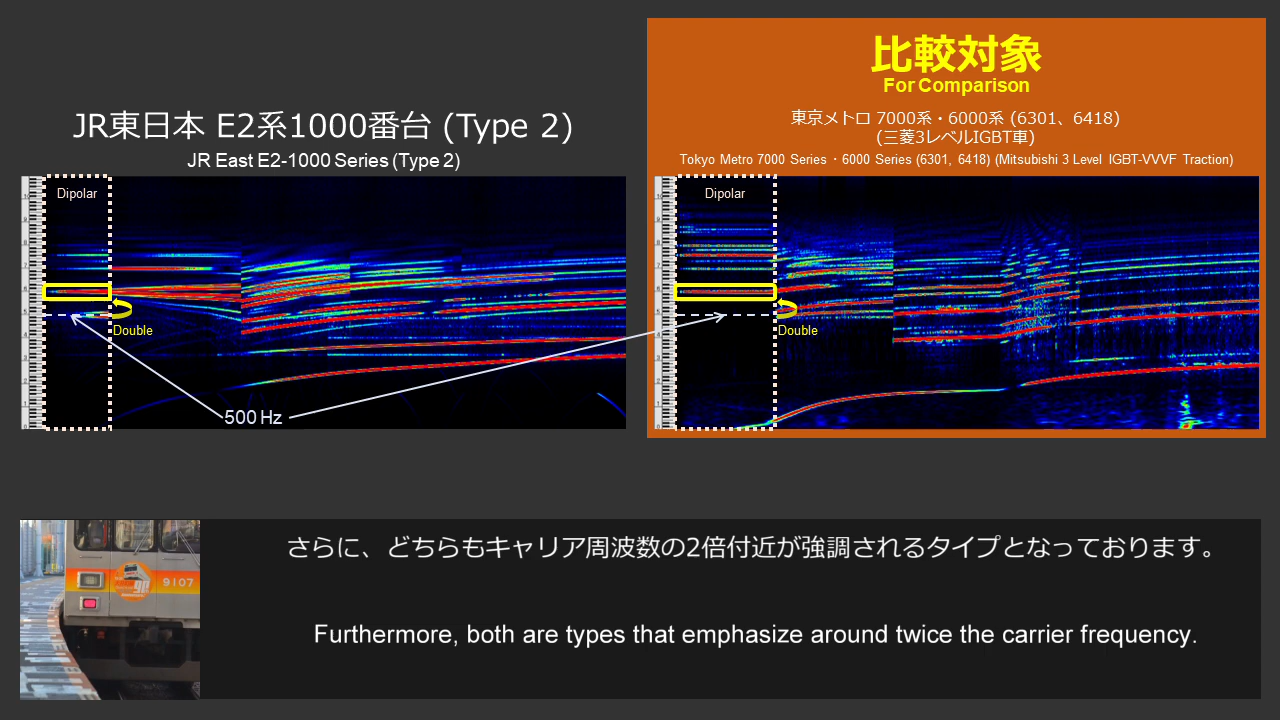 JR東日本 E2系1000番台 (Type 2)
JR East E2-1000 Series (Type 2)
比較対象
For Comparison
東京メトロ 7000系・6000系 (6301、6418)
(三菱3レベルIGBT車)
Tokyo Metro 7000 Series・6000 Series (6301, 6418) (Mitsubishi 3 Level IGBT-VVVF Traction)
Dipolar
Double
Dipolar
Double
500 Hz
9107
さらに、どちらもキャリア周波数の2倍付近が強調されるタイプとなっております。
Furthermore, both are types that emphasize around twice the carrier frequency.